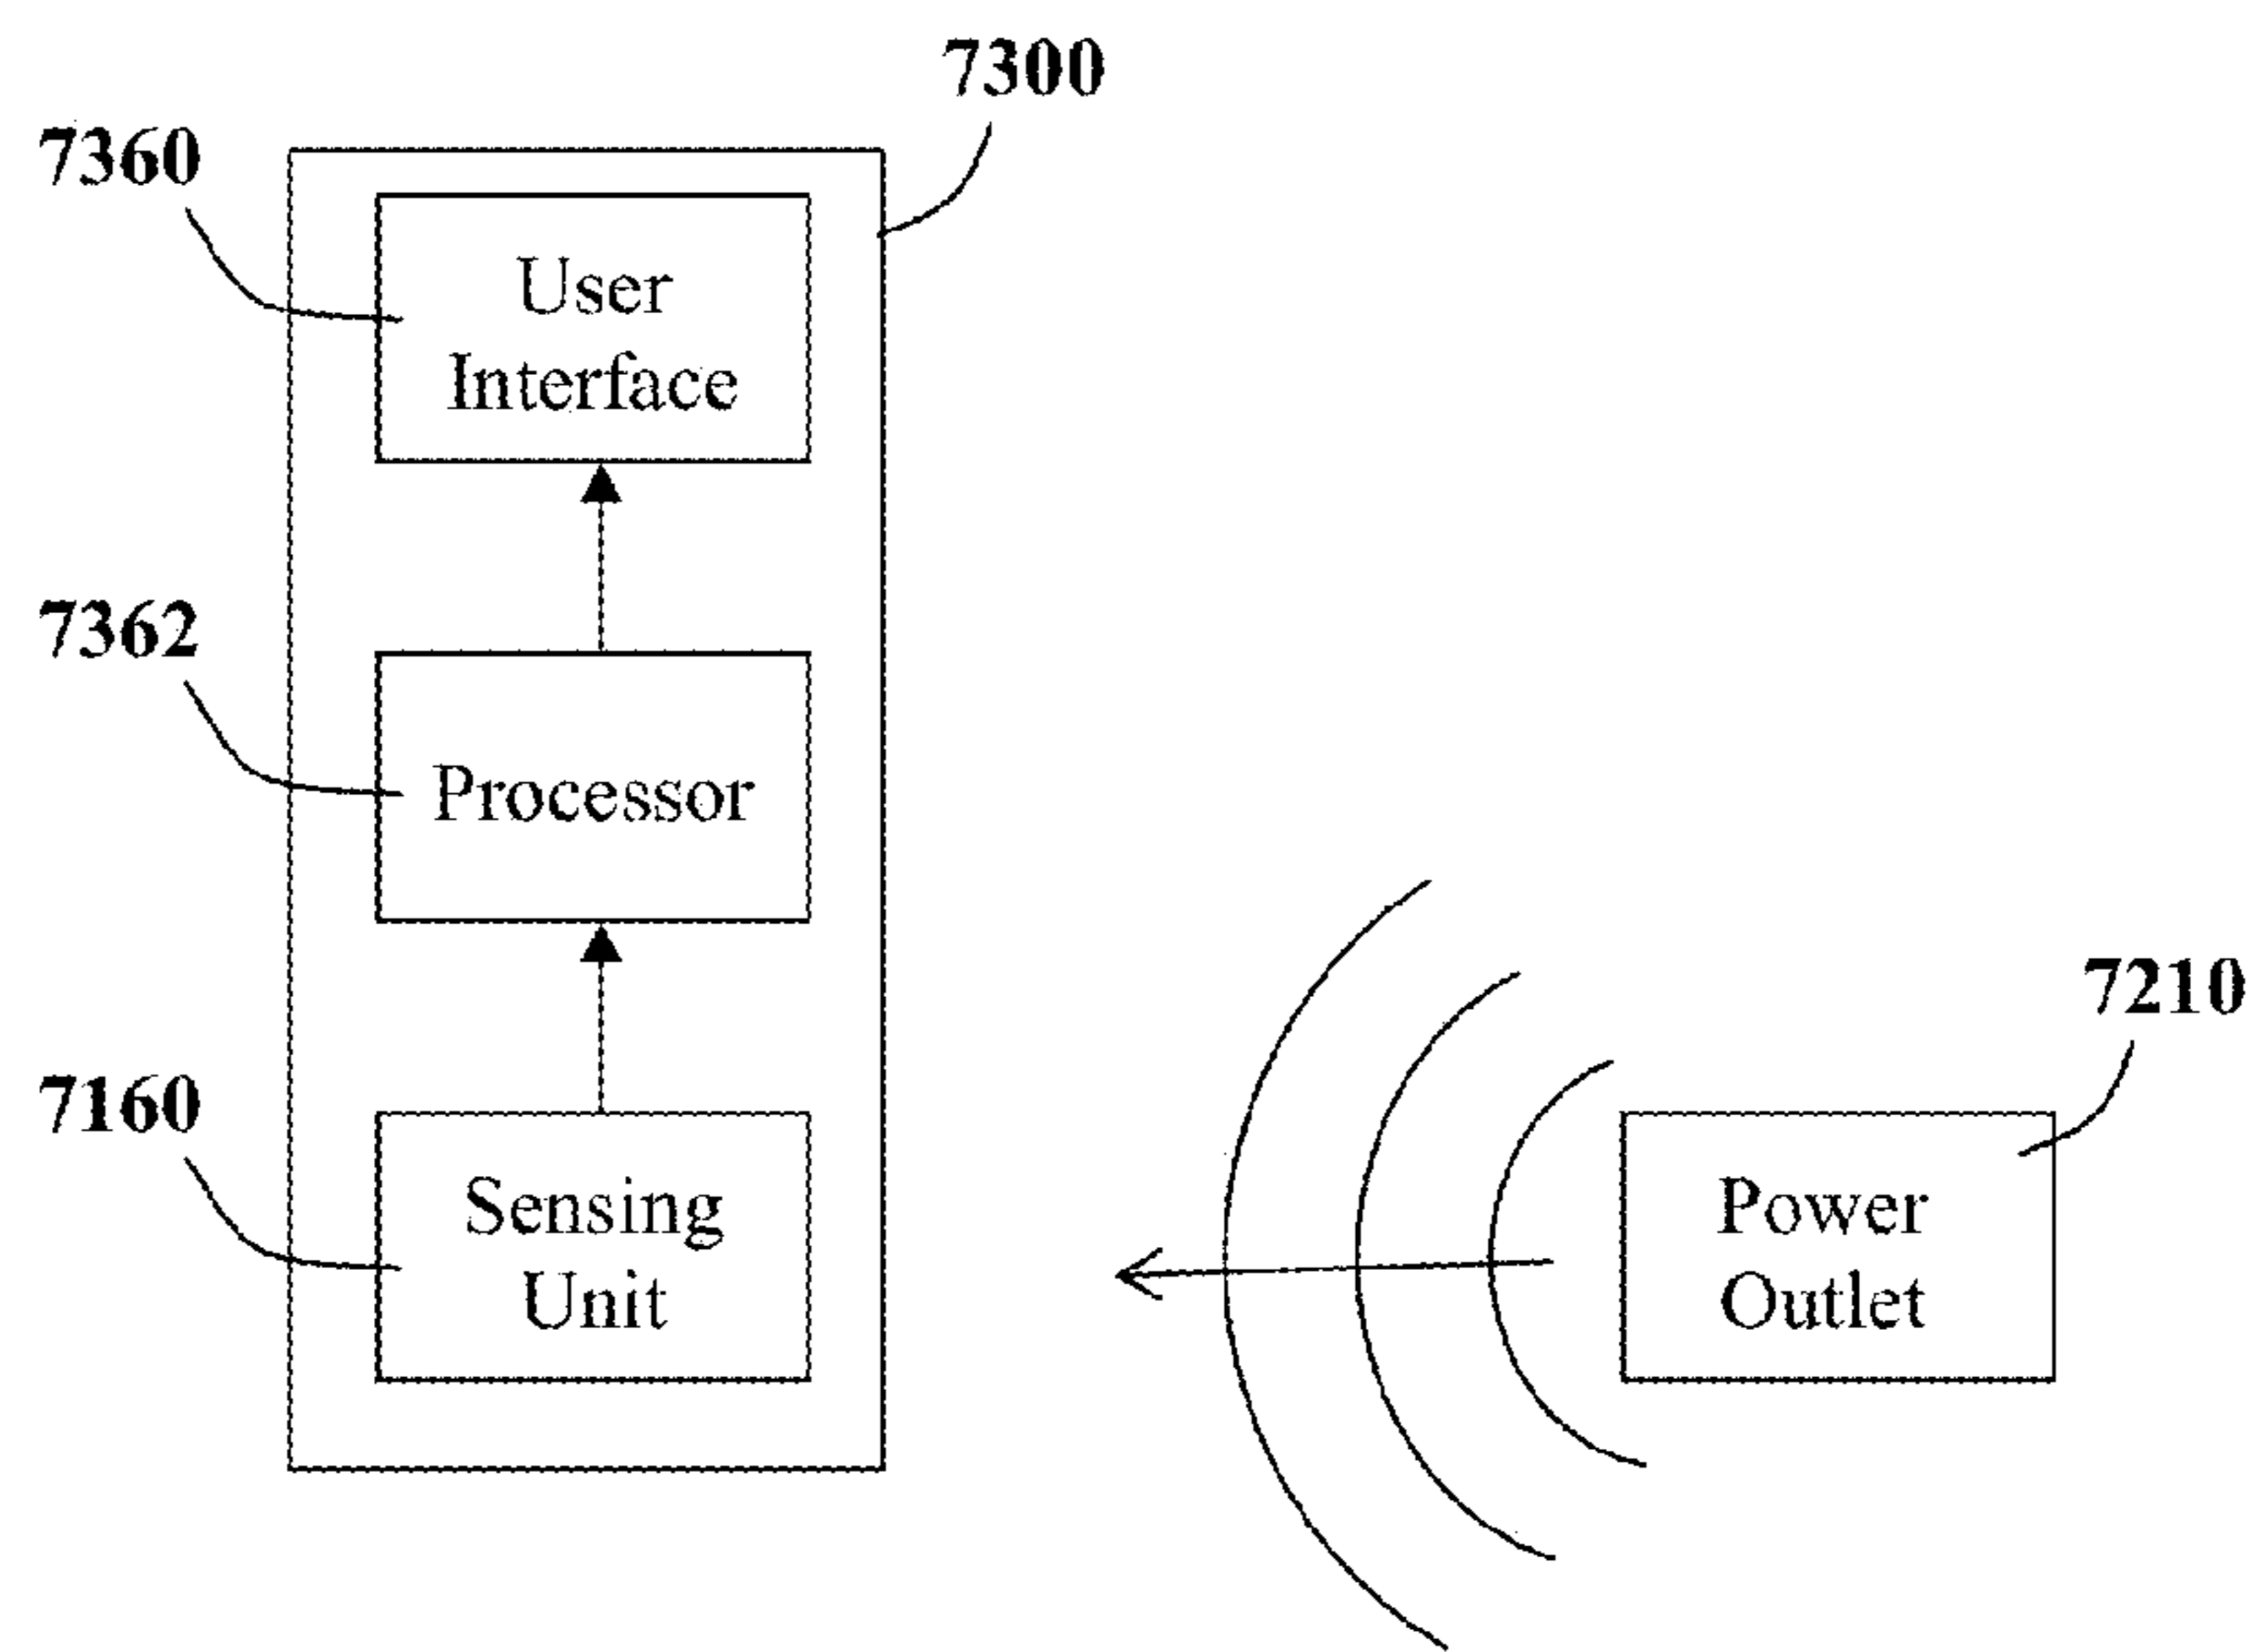 7300
7360
User
Interface
7362
Processor
7210
7160
Sensing
Unit
Power
Outlet